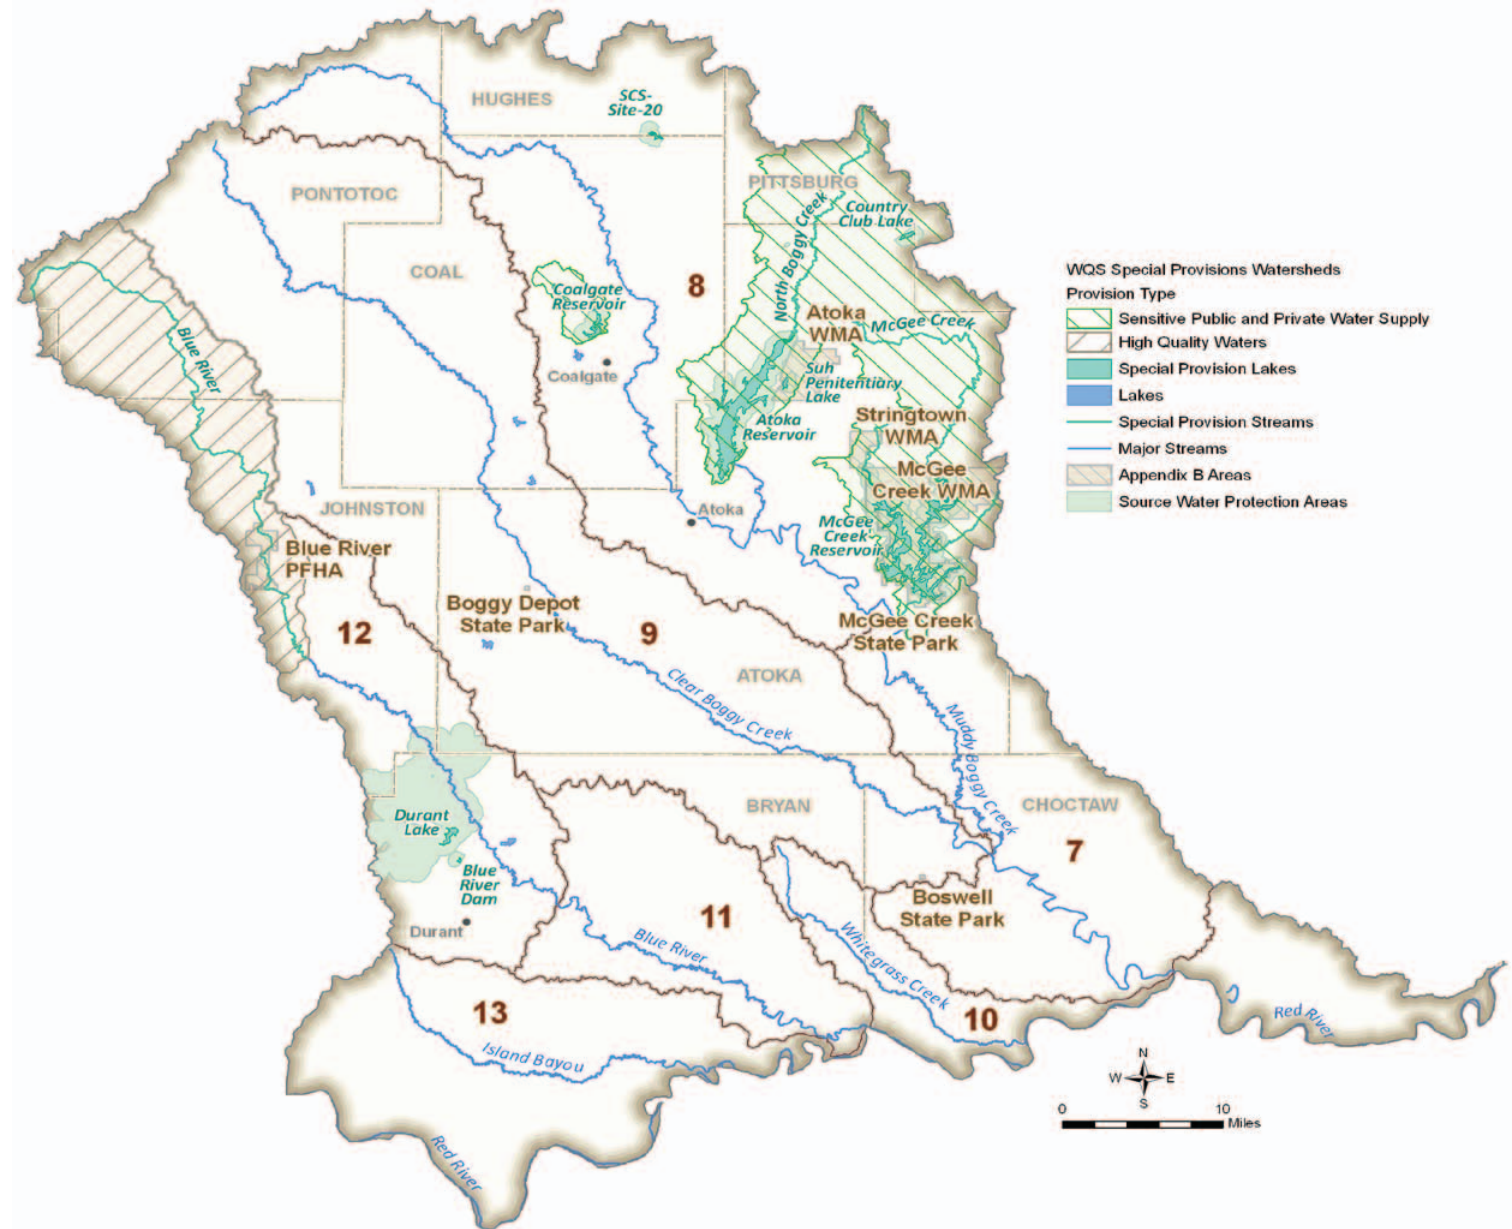 HUGHES
SCS-
Site-20
PONTOTOC
PITTSBURG
Country
Club Lake
North Boggy Creek
COAL
8
Coalgate
Reservoir
Atoka
WMA
McGee Creek
Blue River
Coalgate
Suh
Penitentiary
Lake
Atoka
Reservoir
Stringtown
WMA
McGee
Creek WMA
WQS Special Provisions Watersheds
Provision Type
Sensitive Public and Private Water Supply
High Quality Waters
Special Provision Lakes
Lakes
Special Provision Streams
Major Streams
Appendix B Areas
Source Water Protection Areas
JOHNSTON
Atoka
McGee
Creek
Reservoir
Blue River
PFHA
Boggy Depot
State Park
12
9
McGee Creek
State Park
ATOKA
Clear Boggy Creek
Muddy Boggy Creek
Durant
Lake
BRYAN
CHOCTAW
7
Blue
River
Dam
Durant
11
Boswell
State Park
Blue River
Whitegrass Creek
13
10
Red River
Island Bayou
Red River
N
W
E
S
0
10
Miles